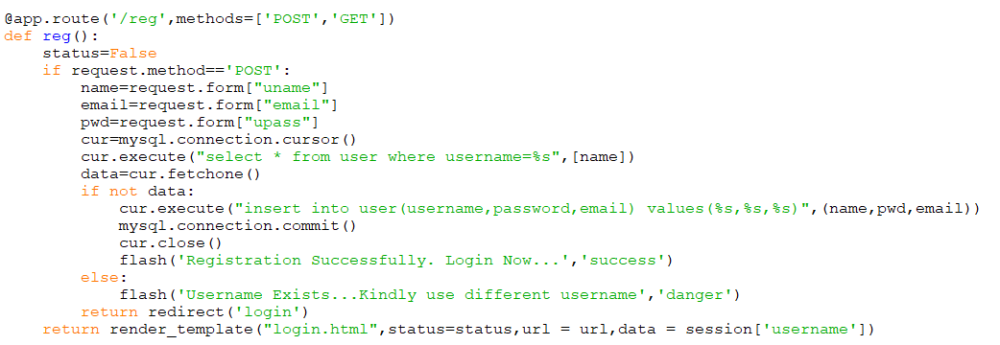 @app.route('/reg',methods=['POST','GET'])
def reg():
    status=False
    if request.method=='POST':
        name=request.form["uname"]
        email=request.form["email"]
        pwd=request.form["upass"]
        cur=mysql.connection.cursor()
        cur.execute("select * from user where username=%s",[name])
        data=cur.fetchone()
        if not data:
            cur.execute("insert into user(username,password,email) values(%s,%s,%s)",(name,pwd,email))
            mysql.connection.commit()
            cur.close()
            flash('Registration Successfully. Login Now...','success')
        else:
            flash('Username Exists...Kindly use different username','danger')
        return redirect('login')
    return render_template("login.html",status=status,url = url,data = session['username'])